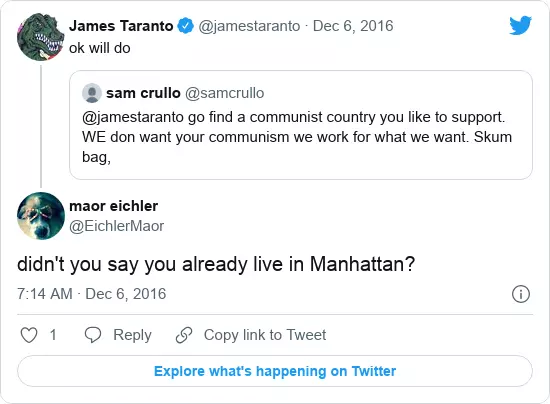 James Taranto @jamestaranto · Dec 6, 2016
ok will do
sam crullo @samcrullo
@jamestaranto go find a communist country you like to support.
WE don want your communism we work for what we want. Skum
bag,
maor eichler
@EichlerMaor
didn't you say you already live in Manhattan?
7:14 AM · Dec 6, 2016
1 Reply Copy link to Tweet
Explore what's happening on Twitter